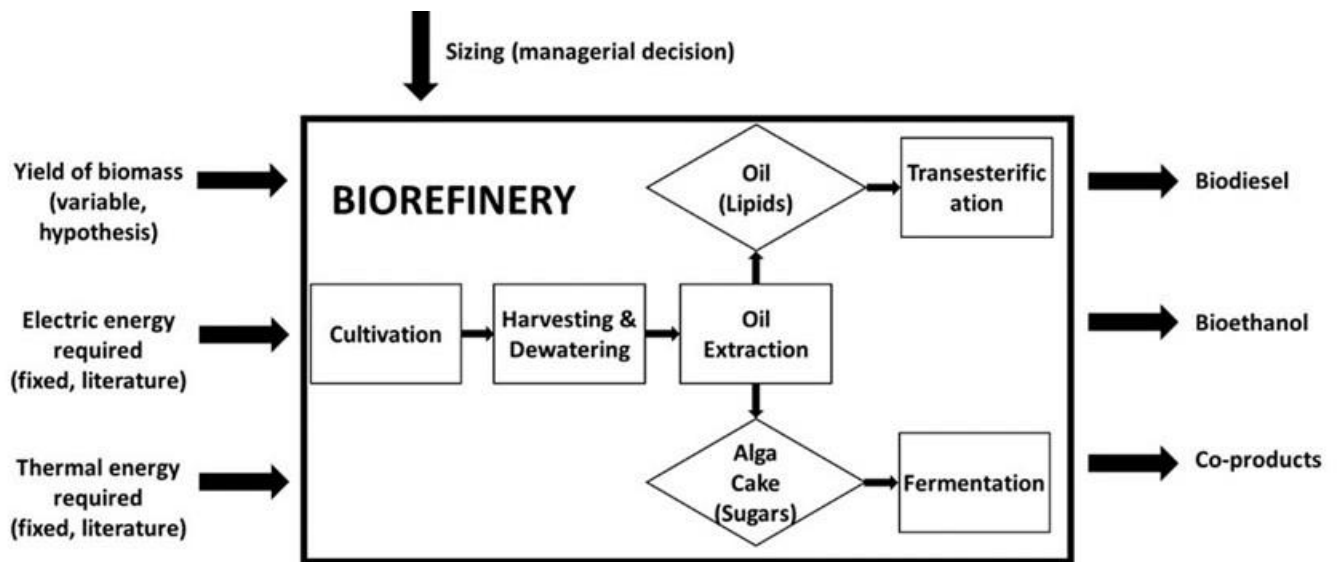 Sizing (managerial decision)
Yield of biomass
(variable,
hypothesis)
Electric energy
required
(fixed, literature)
Thermal energy
required
(fixed, literature)
BIOREFINERY
Cultivation
Harvesting &
Dewatering
Oil
Extraction
Oil
(Lipids)
Transesterific
ation
Alga
Cake
(Sugars)
Fermentation
Biodiesel
Bioethanol
Co-products